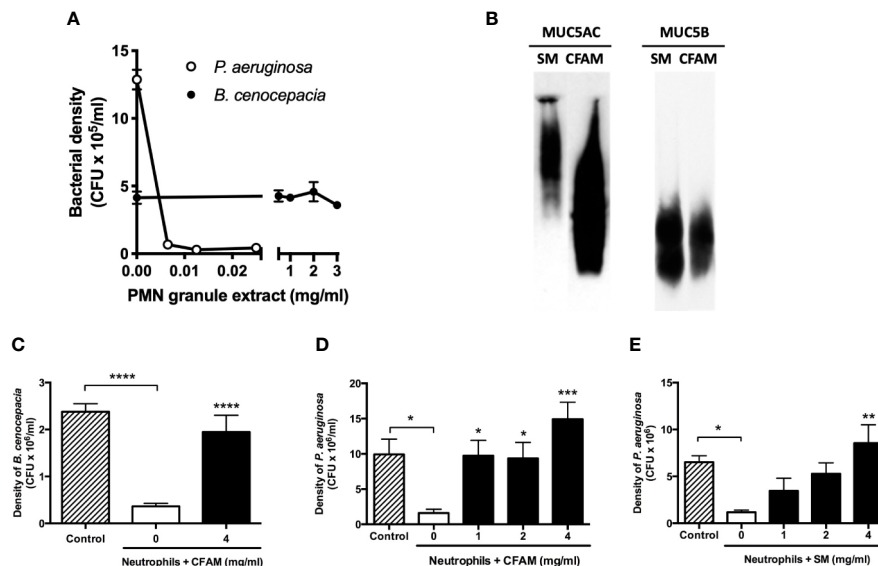 A
15
10
5
0
Bacterial density
(CFU x 10⁵/ml)
P. aeruginosa
B. cenocepacia
0.00 0.01 0.02 1 2 3
PMN granule extract (mg/ml)
B
MUC5AC MUC5B
SM CFAM SM CFAM
C
3
2
1
0
Density of B. cenocepacia
(CFU x 10⁶/ml)
****
****
Control 0 4
Neutrophils + CFAM (mg/ml)
D
20
15
10
5
0
Density of P. aeruginosa
(CFU x 10⁶/ml)
*
* * ***
Control 0 1 2 4
Neutrophils + CFAM (mg/ml)
E
15
10
5
0
Density of P. aeruginosa
(CFU x 10⁶)
*
**
Control 0 1 2 4
Neutrophils + SM (mg/ml)